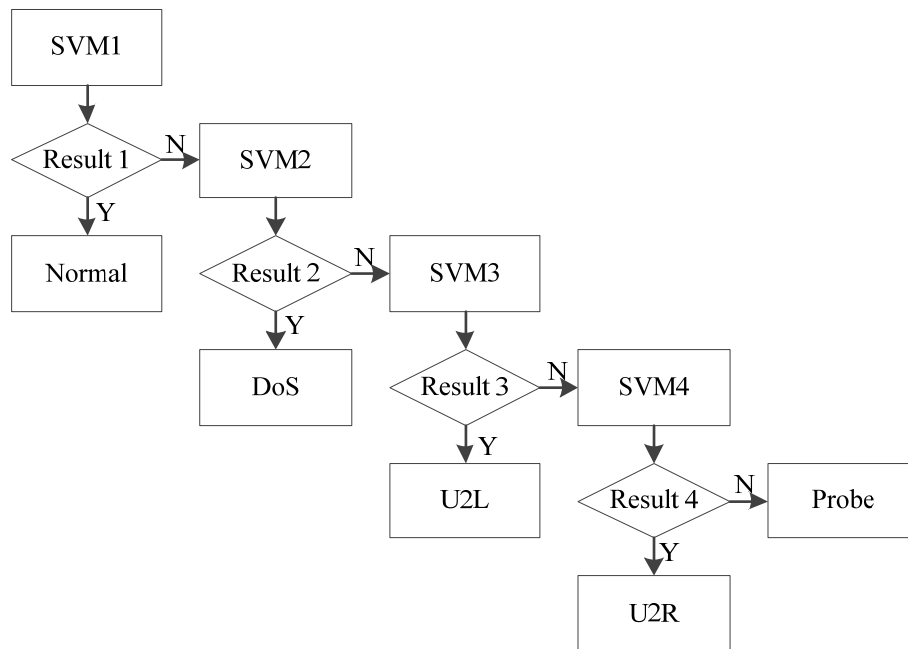 SVM1
Result 1
N
SVM2
Y
Normal
Result 2
N
SVM3
Y
DoS
Result 3
N
SVM4
Y
U2L
Result 4
N
Probe
Y
U2R